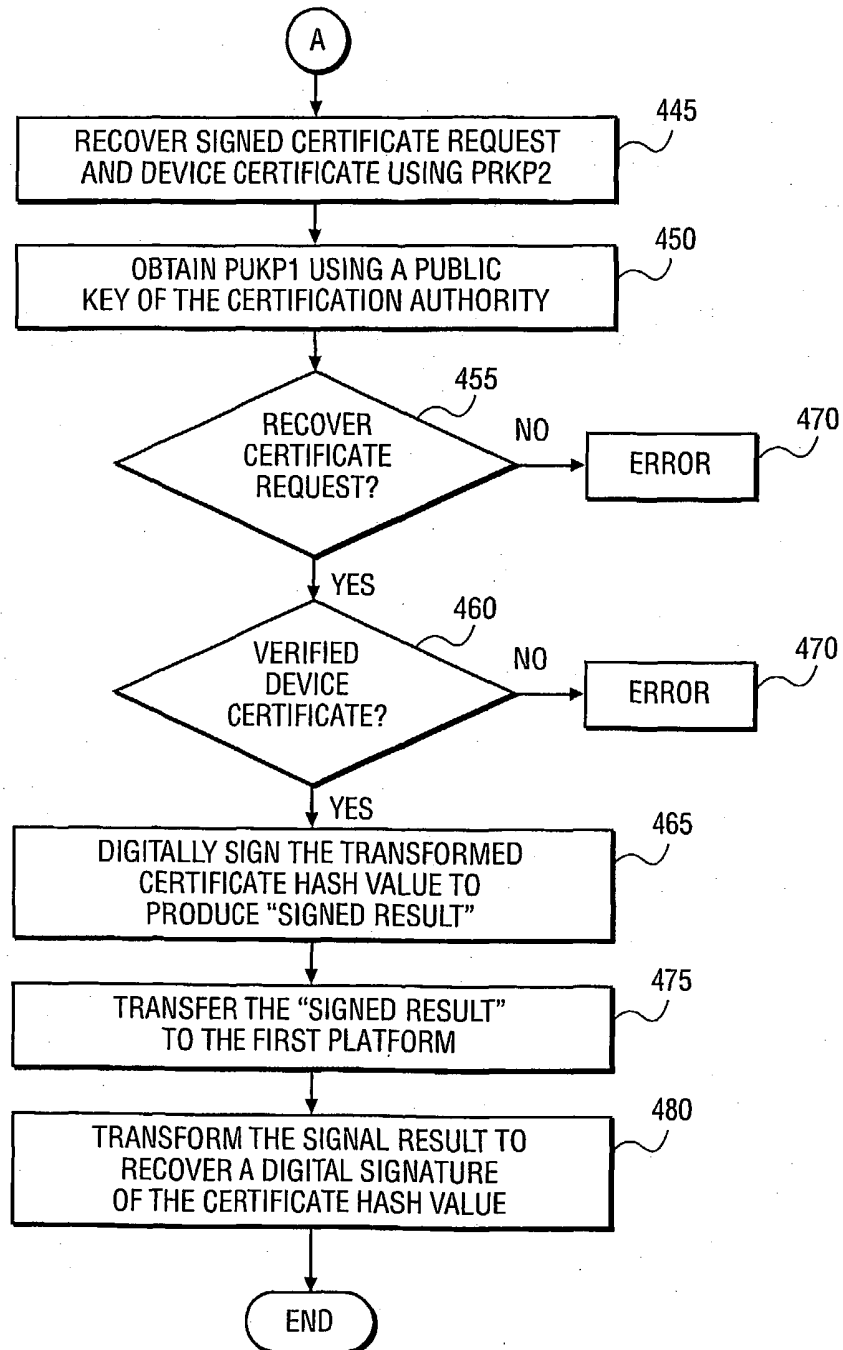 A
445
RECOVER SIGNED CERTIFICATE REQUEST
AND DEVICE CERTIFICATE USING PRKP2
450
OBTAIN PUKP1 USING A PUBLIC
KEY OF THE CERTIFICATION AUTHORITY
455
RECOVER
CERTIFICATE
REQUEST?
NO
470
ERROR
YES
460
VERIFIED
DEVICE
CERTIFICATE?
NO
470
ERROR
YES
465
DIGITALLY SIGN THE TRANSFORMED
CERTIFICATE HASH VALUE TO
PRODUCE “SIGNED RESULT”
475
TRANSFER THE “SIGNED RESULT”
TO THE FIRST PLATFORM
480
TRANSFORM THE SIGNAL RESULT TO
RECOVER A DIGITAL SIGNATURE
OF THE CERTIFICATE HASH VALUE
END